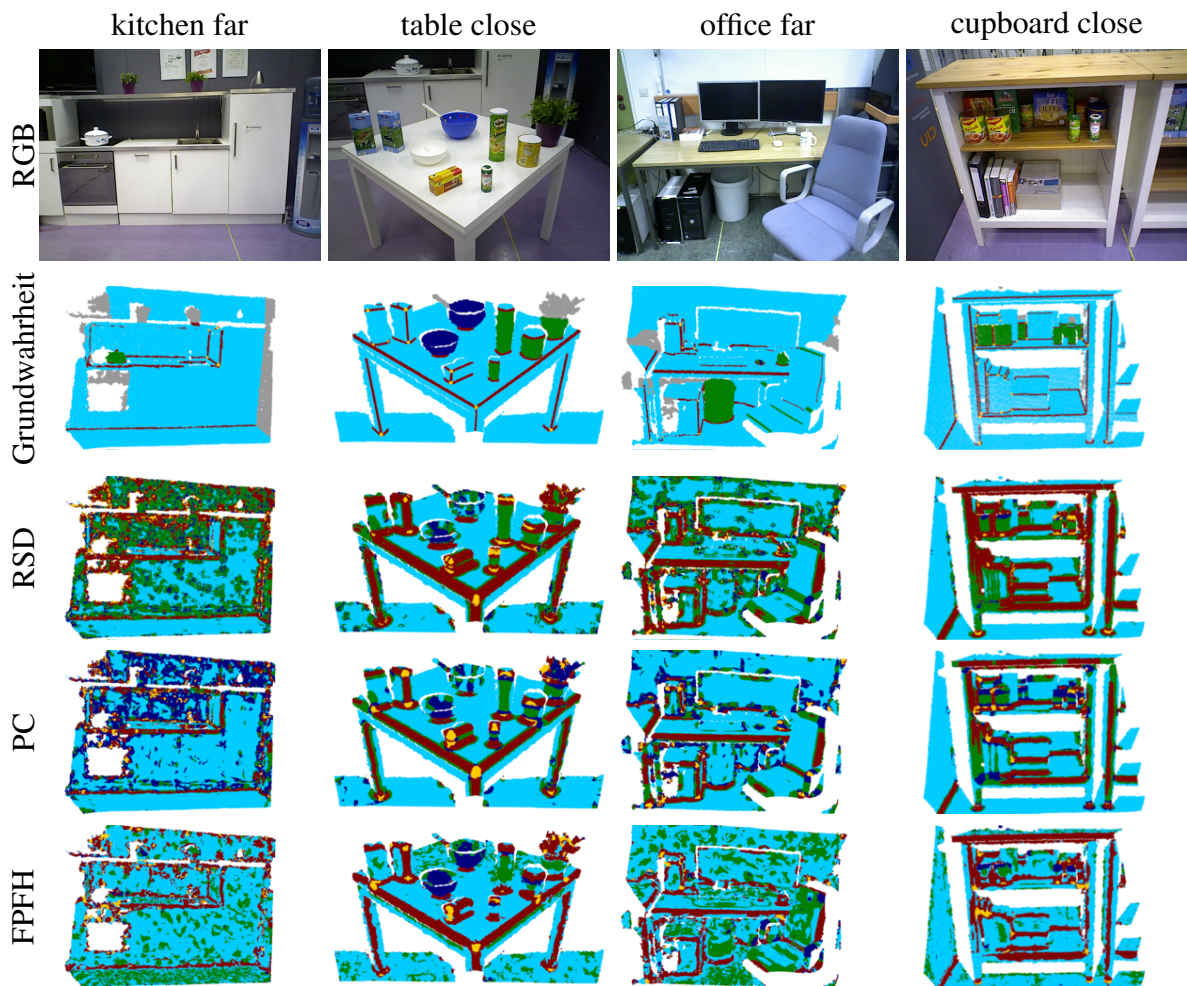 kitchen far
table close
office far
cupboard close
RGB
Grundwahrheit
RSD
PC
FPFH